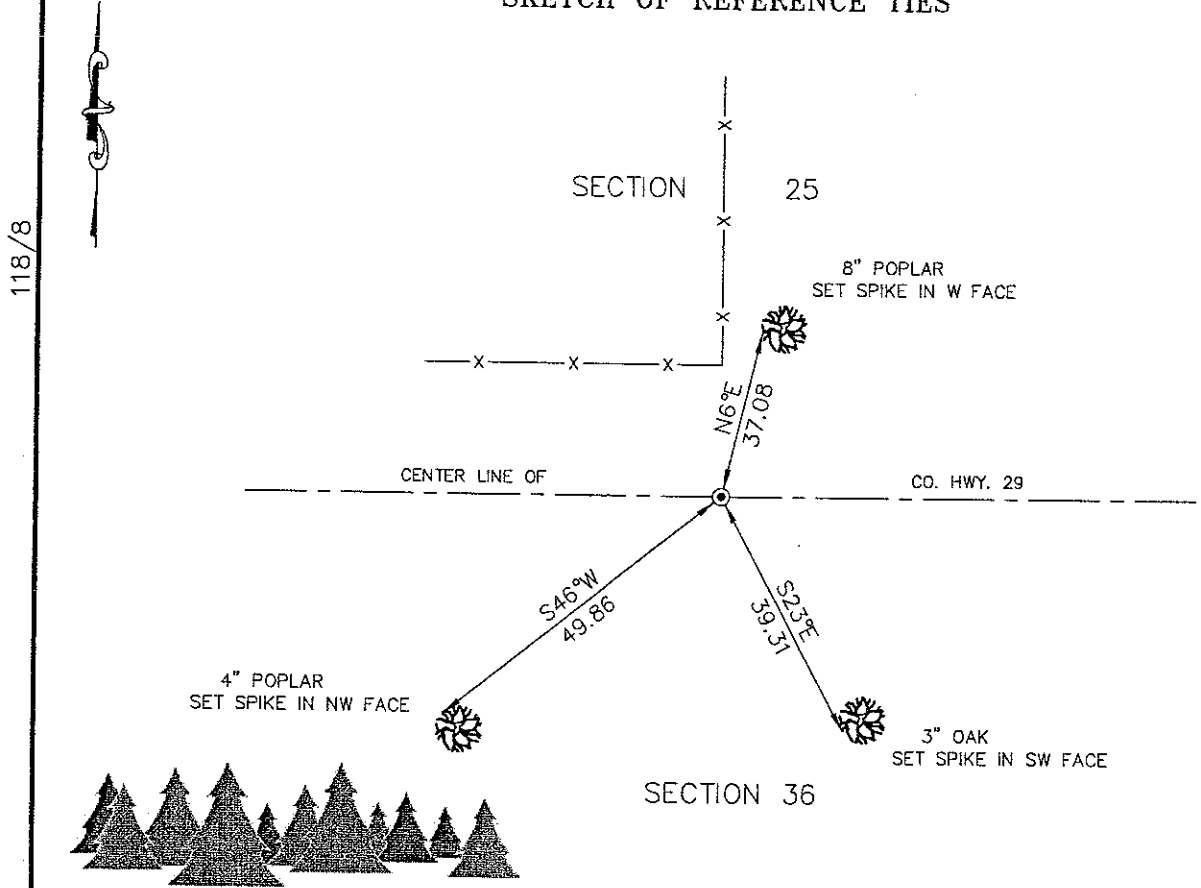 SKETCH OF REFERENCE TIES
118/8
SECTION 25
8" POPLAR
SET SPIKE IN W FACE
N6°E
37.08
CENTER LINE OF CO. HWY. 29
S46°W
49.86
S23°E
39.31
4" POPLAR
SET SPIKE IN NW FACE
3" OAK
SET SPIKE IN SW FACE
SECTION 36